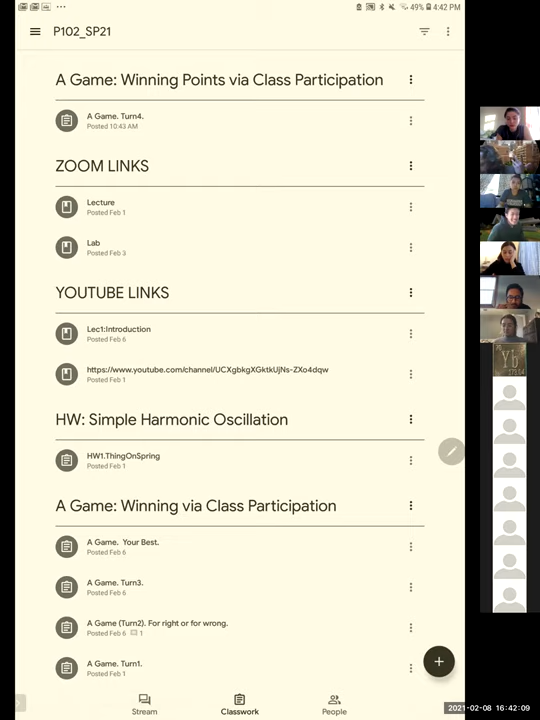 49% 4:42 PM
P102_SP21
A Game: Winning Points via Class Participation
A Game. Turn4.
Posted 10:43 AM
ZOOM LINKS
Lecture
Posted Feb 1
Lab
Posted Feb 3
YOUTUBE LINKS
Lec1:Introduction
Posted Feb 6
https://www.youtube.com/channel/UCXgbkgXGktkUjNs-ZXo4dqw
Posted Feb 1
HW: Simple Harmonic Oscillation
HW1.ThingOnSpring
Posted Feb 1
A Game: Winning via Class Participation
A Game. Your Best.
Posted Feb 6
A Game. Turn3.
Posted Feb 6
A Game (Turn2). For right or for wrong.
Posted Feb 6 1
A Game. Turn1.
Posted Feb 1
Stream Classwork People
Yb
2021-02-08 16:42:09